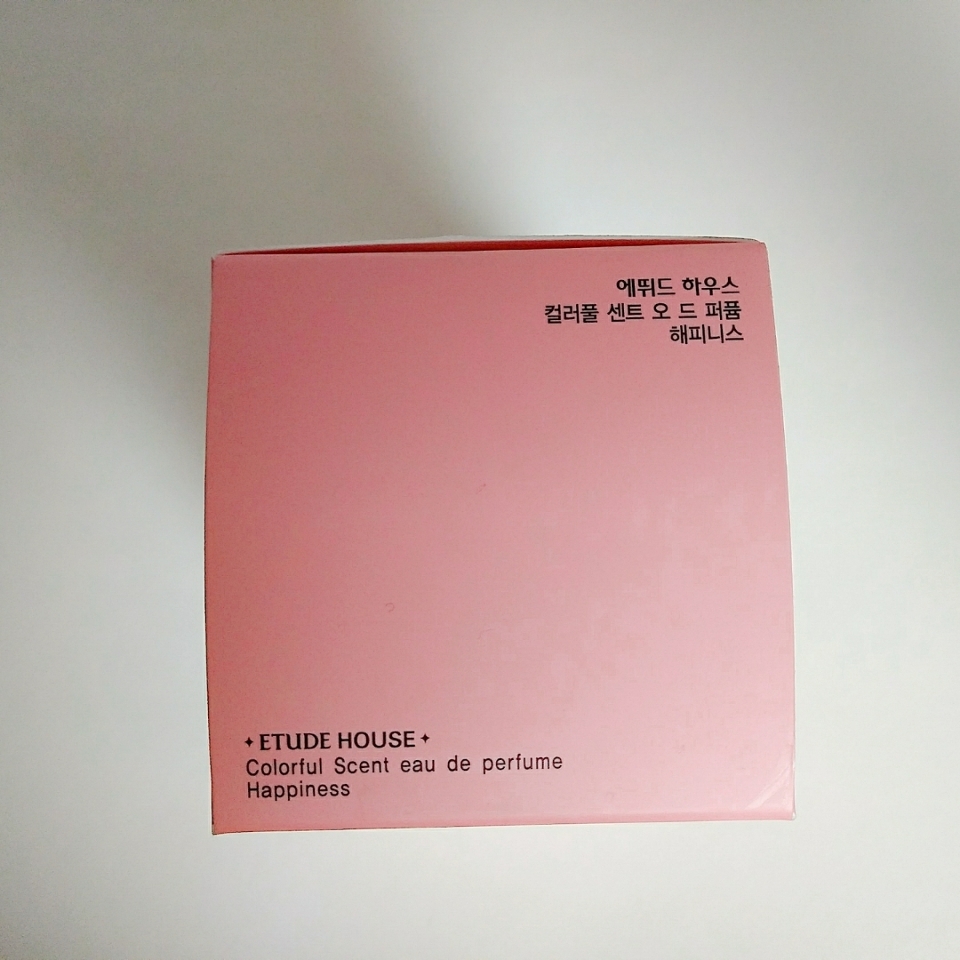 에뛰드 하우스
컬러풀 센트 오 드 퍼퓸
해피니스
✦ ETUDE HOUSE ✦
Colorful Scent eau de perfume
Happiness